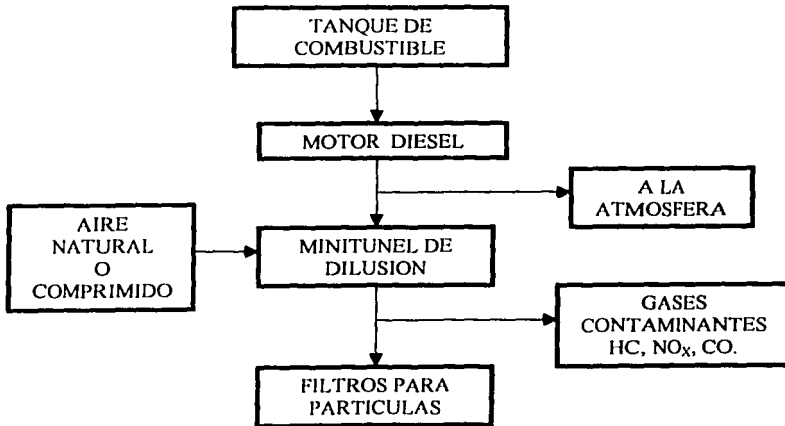 TANQUE DE
COMBUSTIBLE
MOTOR DIESEL
A LA
ATMOSFERA
AIRE
NATURAL
O
COMPRIMIDO
MINITUNEL DE
DILUSION
GASES
CONTAMINANTES
HC, NOX, CO.
FILTROS PARA
PARTICULAS